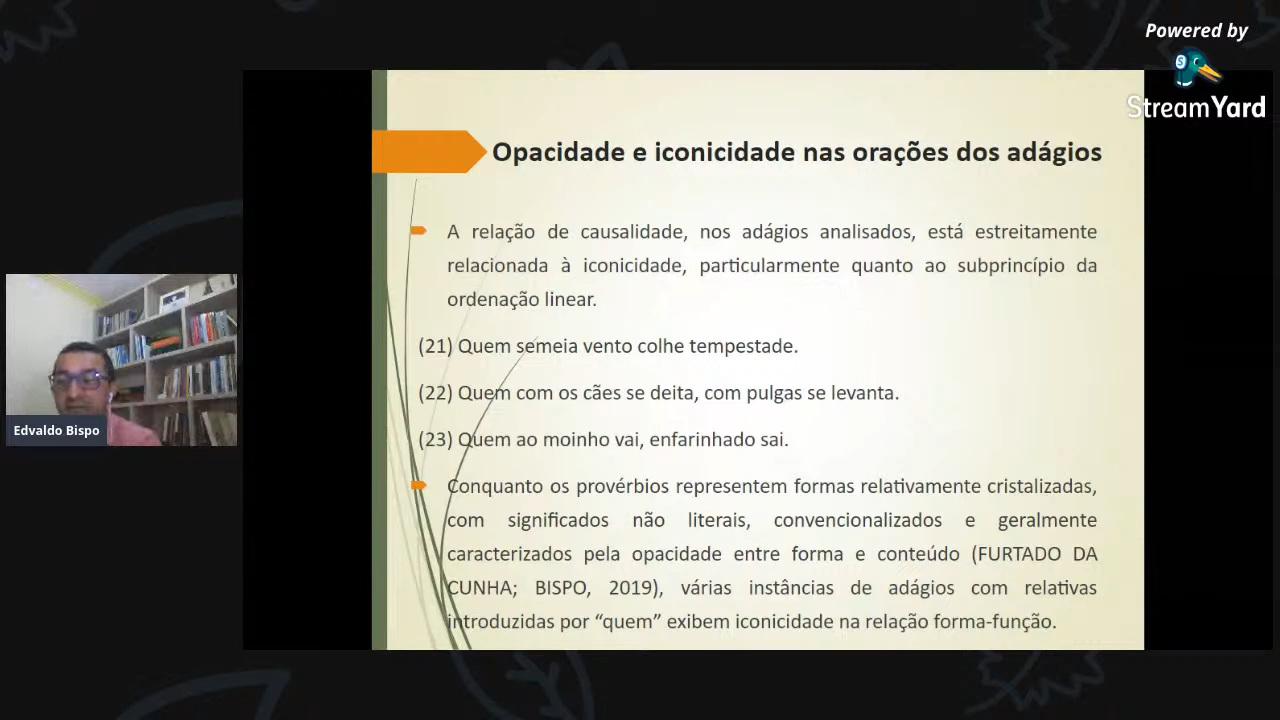 Powered by
StreamYard
Opacidade e iconicidade nas orações dos adágios
A relação de causalidade, nos adágios analisados, está estreitamente
relacionada à iconicidade, particularmente quanto ao subprincípio da
ordenação linear.
(21) Quem semeia vento colhe tempestade.
(22) Quem com os cães se deita, com pulgas se levanta.
(23) Quem ao moinho vai, enfarinhado sai.
Conquanto os provérbios representem formas relativamente cristalizadas,
com significados não literais, convencionalizados e geralmente
caracterizados pela opacidade entre forma e conteúdo (FURTADO DA
CUNHA; BISPO, 2019), várias instâncias de adágios com relativas
introduzidas por “quem” exibem iconicidade na relação forma-função.
Edvaldo Bispo